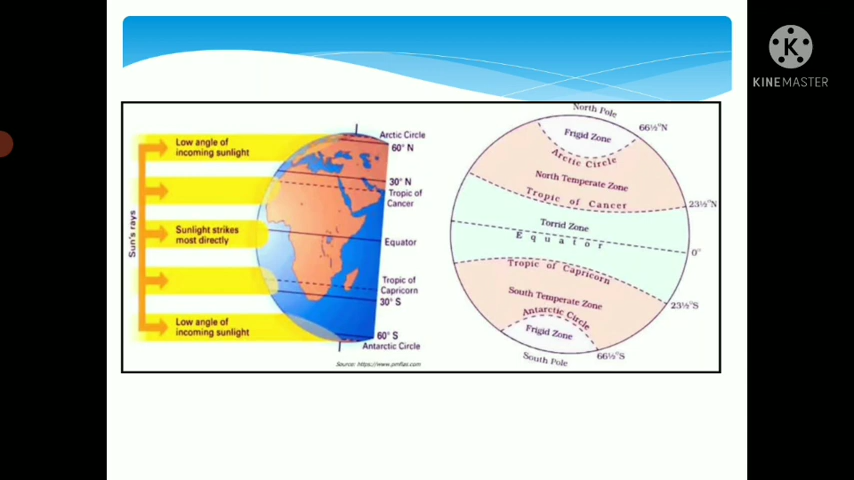 K
KINEMASTER
Sun's rays
Low angle of
incoming sunlight
Sunlight strikes
most directly
Low angle of
incoming sunlight
Arctic Circle
60° N
30° N
Tropic of
Cancer
Equator
Tropic of
Capricorn
30° S
60° S
Antarctic Circle
Source: https://www.pmfias.com
North Pole
66½°N
Frigid Zone
Arctic Circle
North Temperate Zone
Tropic of Cancer
23½°N
Torrid Zone
Equator
0°
Tropic of Capricorn
23½°S
South Temperate Zone
Antarctic Circle
Frigid Zone
66½°S
South Pole